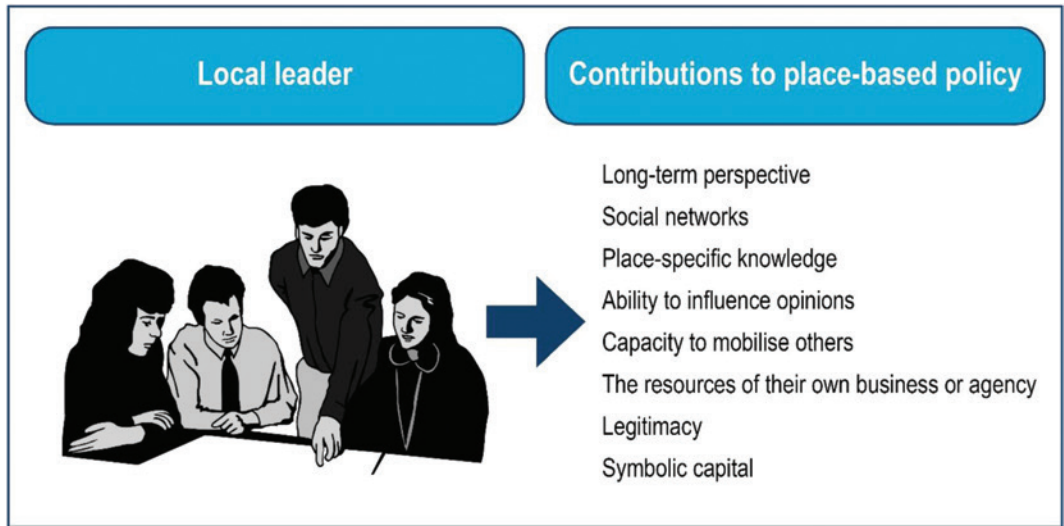 Local leader
Contributions to place-based policy
Long-term perspective
Social networks
Place-specific knowledge
Ability to influence opinions
Capacity to mobilise others
The resources of their own business or agency
Legitimacy
Symbolic capital